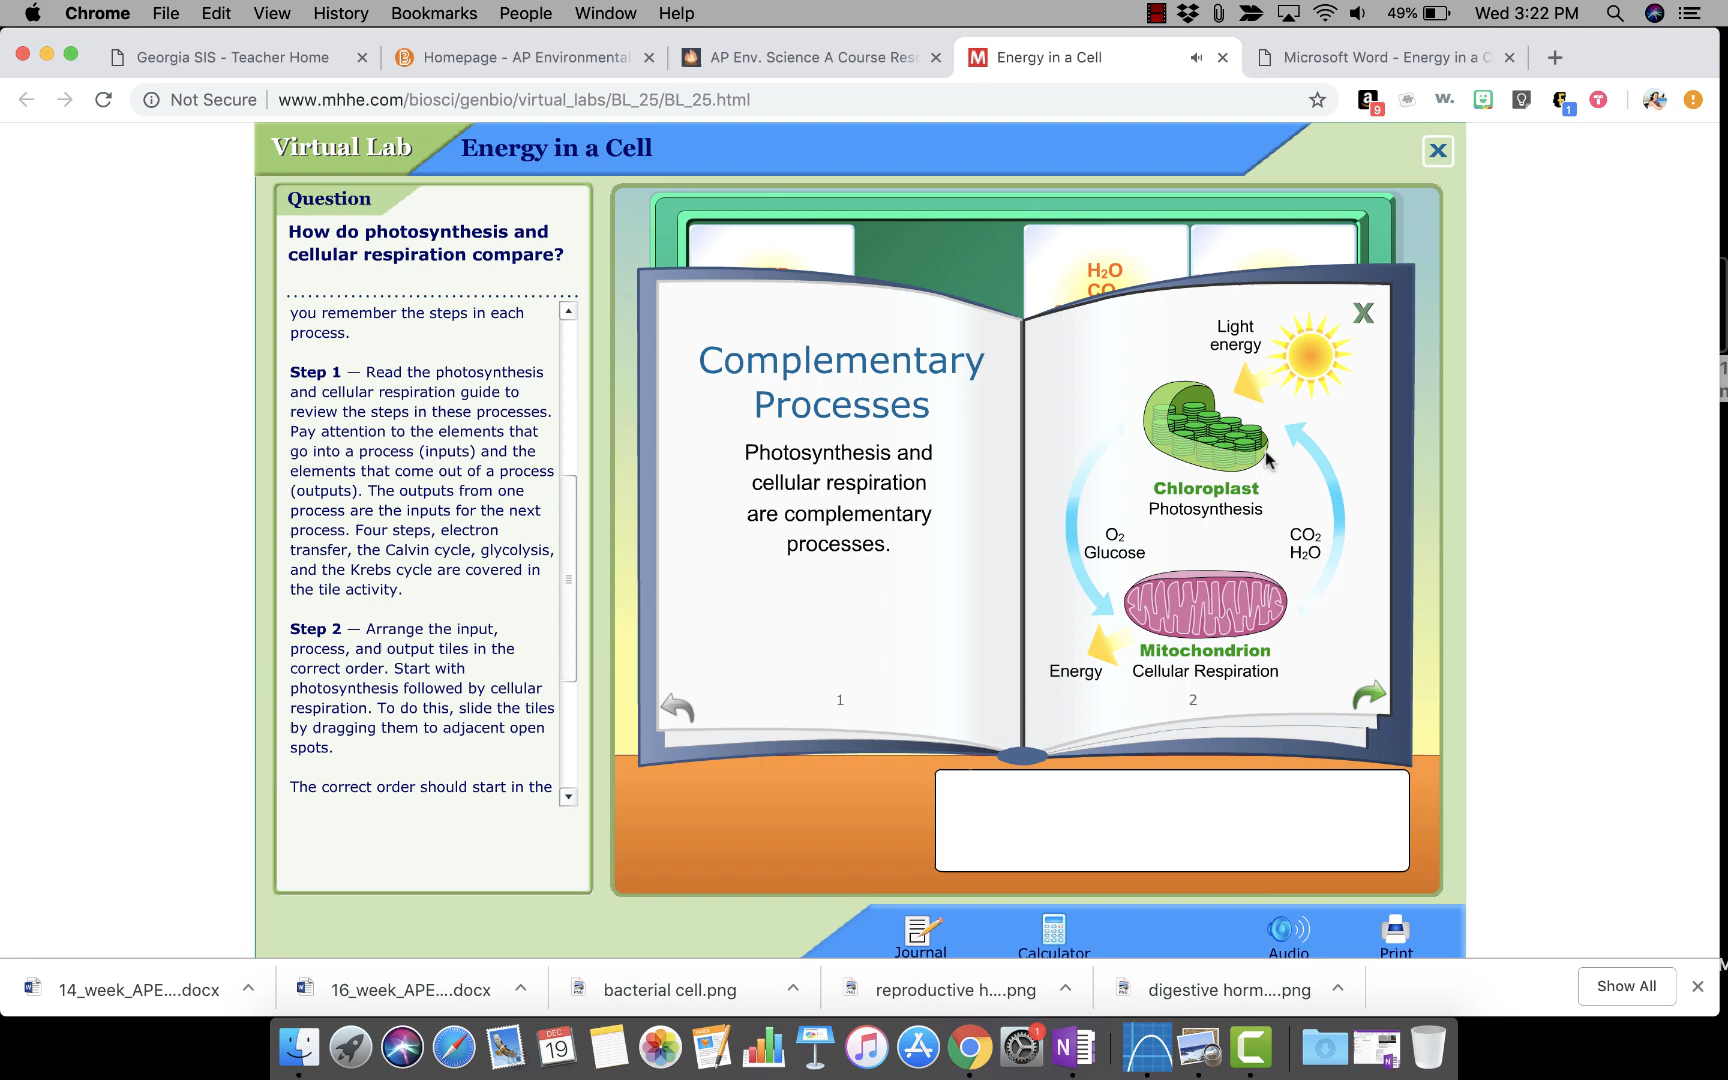 Chrome File Edit View History Bookmarks People Window Help 49% Wed 3:22 PM
Georgia SIS - Teacher Home
Homepage - AP Environmental
AP Env. Science A Course Reso
Energy in a Cell
Microsoft Word - Energy in a C
Not Secure www.mhhe.com/biosci/genbio/virtual_labs/BL_25/BL_25.html
9
1
Virtual Lab
Energy in a Cell
X
Question
How do photosynthesis and
cellular respiration compare?
you remember the steps in each
process.
Step 1 — Read the photosynthesis
and cellular respiration guide to
review the steps in these processes.
Pay attention to the elements that
go into a process (inputs) and the
elements that come out of a process
(outputs). The outputs from one
process are the inputs for the next
process. Four steps, electron
transfer, the Calvin cycle, glycolysis,
and the Krebs cycle are covered in
the tile activity.
Step 2 — Arrange the input,
process, and output tiles in the
correct order. Start with
photosynthesis followed by cellular
respiration. To do this, slide the tiles
by dragging them to adjacent open
spots.
The correct order should start in the
H₂O
Complementary
Processes
Photosynthesis and
cellular respiration
are complementary
processes.
1
X
Light
energy
Chloroplast
Photosynthesis
O₂
Glucose
CO₂
H₂O
Mitochondrion
Energy
Cellular Respiration
2
Journal
Calculator
Audio
Print
14_week_APE....docx
16_week_APE....docx
bacterial cell.png
reproductive h....png
digestive horm....png
Show All
DEC
19
1